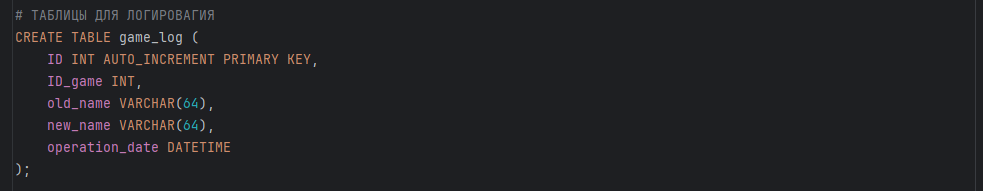 # ТАБЛИЦЫ ДЛЯ ЛОГИРОВАГИЯ
CREATE TABLE game_log (
    ID INT AUTO_INCREMENT PRIMARY KEY,
    ID_game INT,
    old_name VARCHAR(64),
    new_name VARCHAR(64),
    operation_date DATETIME
);